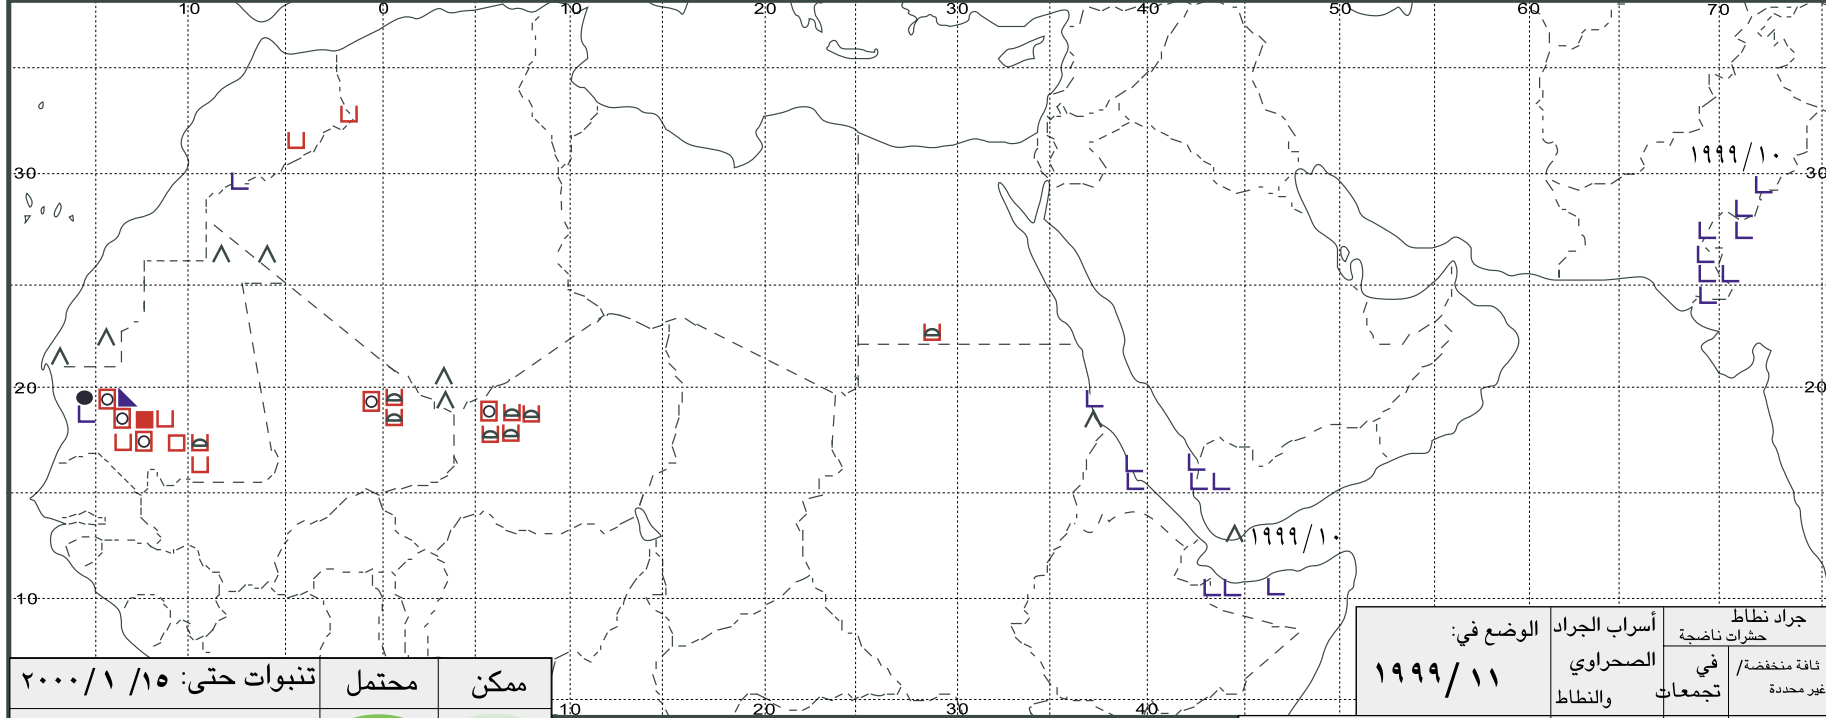 10 0 10 20 30 40 50 60 70
30 30
20 20
10
١٩٩٩/١٠
١٩٩٩/١٠
10 20 30 40
تنبوات حتى: ١٥/ ١ /٢٠٠٠
محتمل
ممكن
الوضع في:
١٩٩٩/١١
أسراب الجراد
الصحراوي
والنطاط
جراد نطاط
حشرات ناضجة
في
تجمعات
ثافة منخفضة/
غير محددة